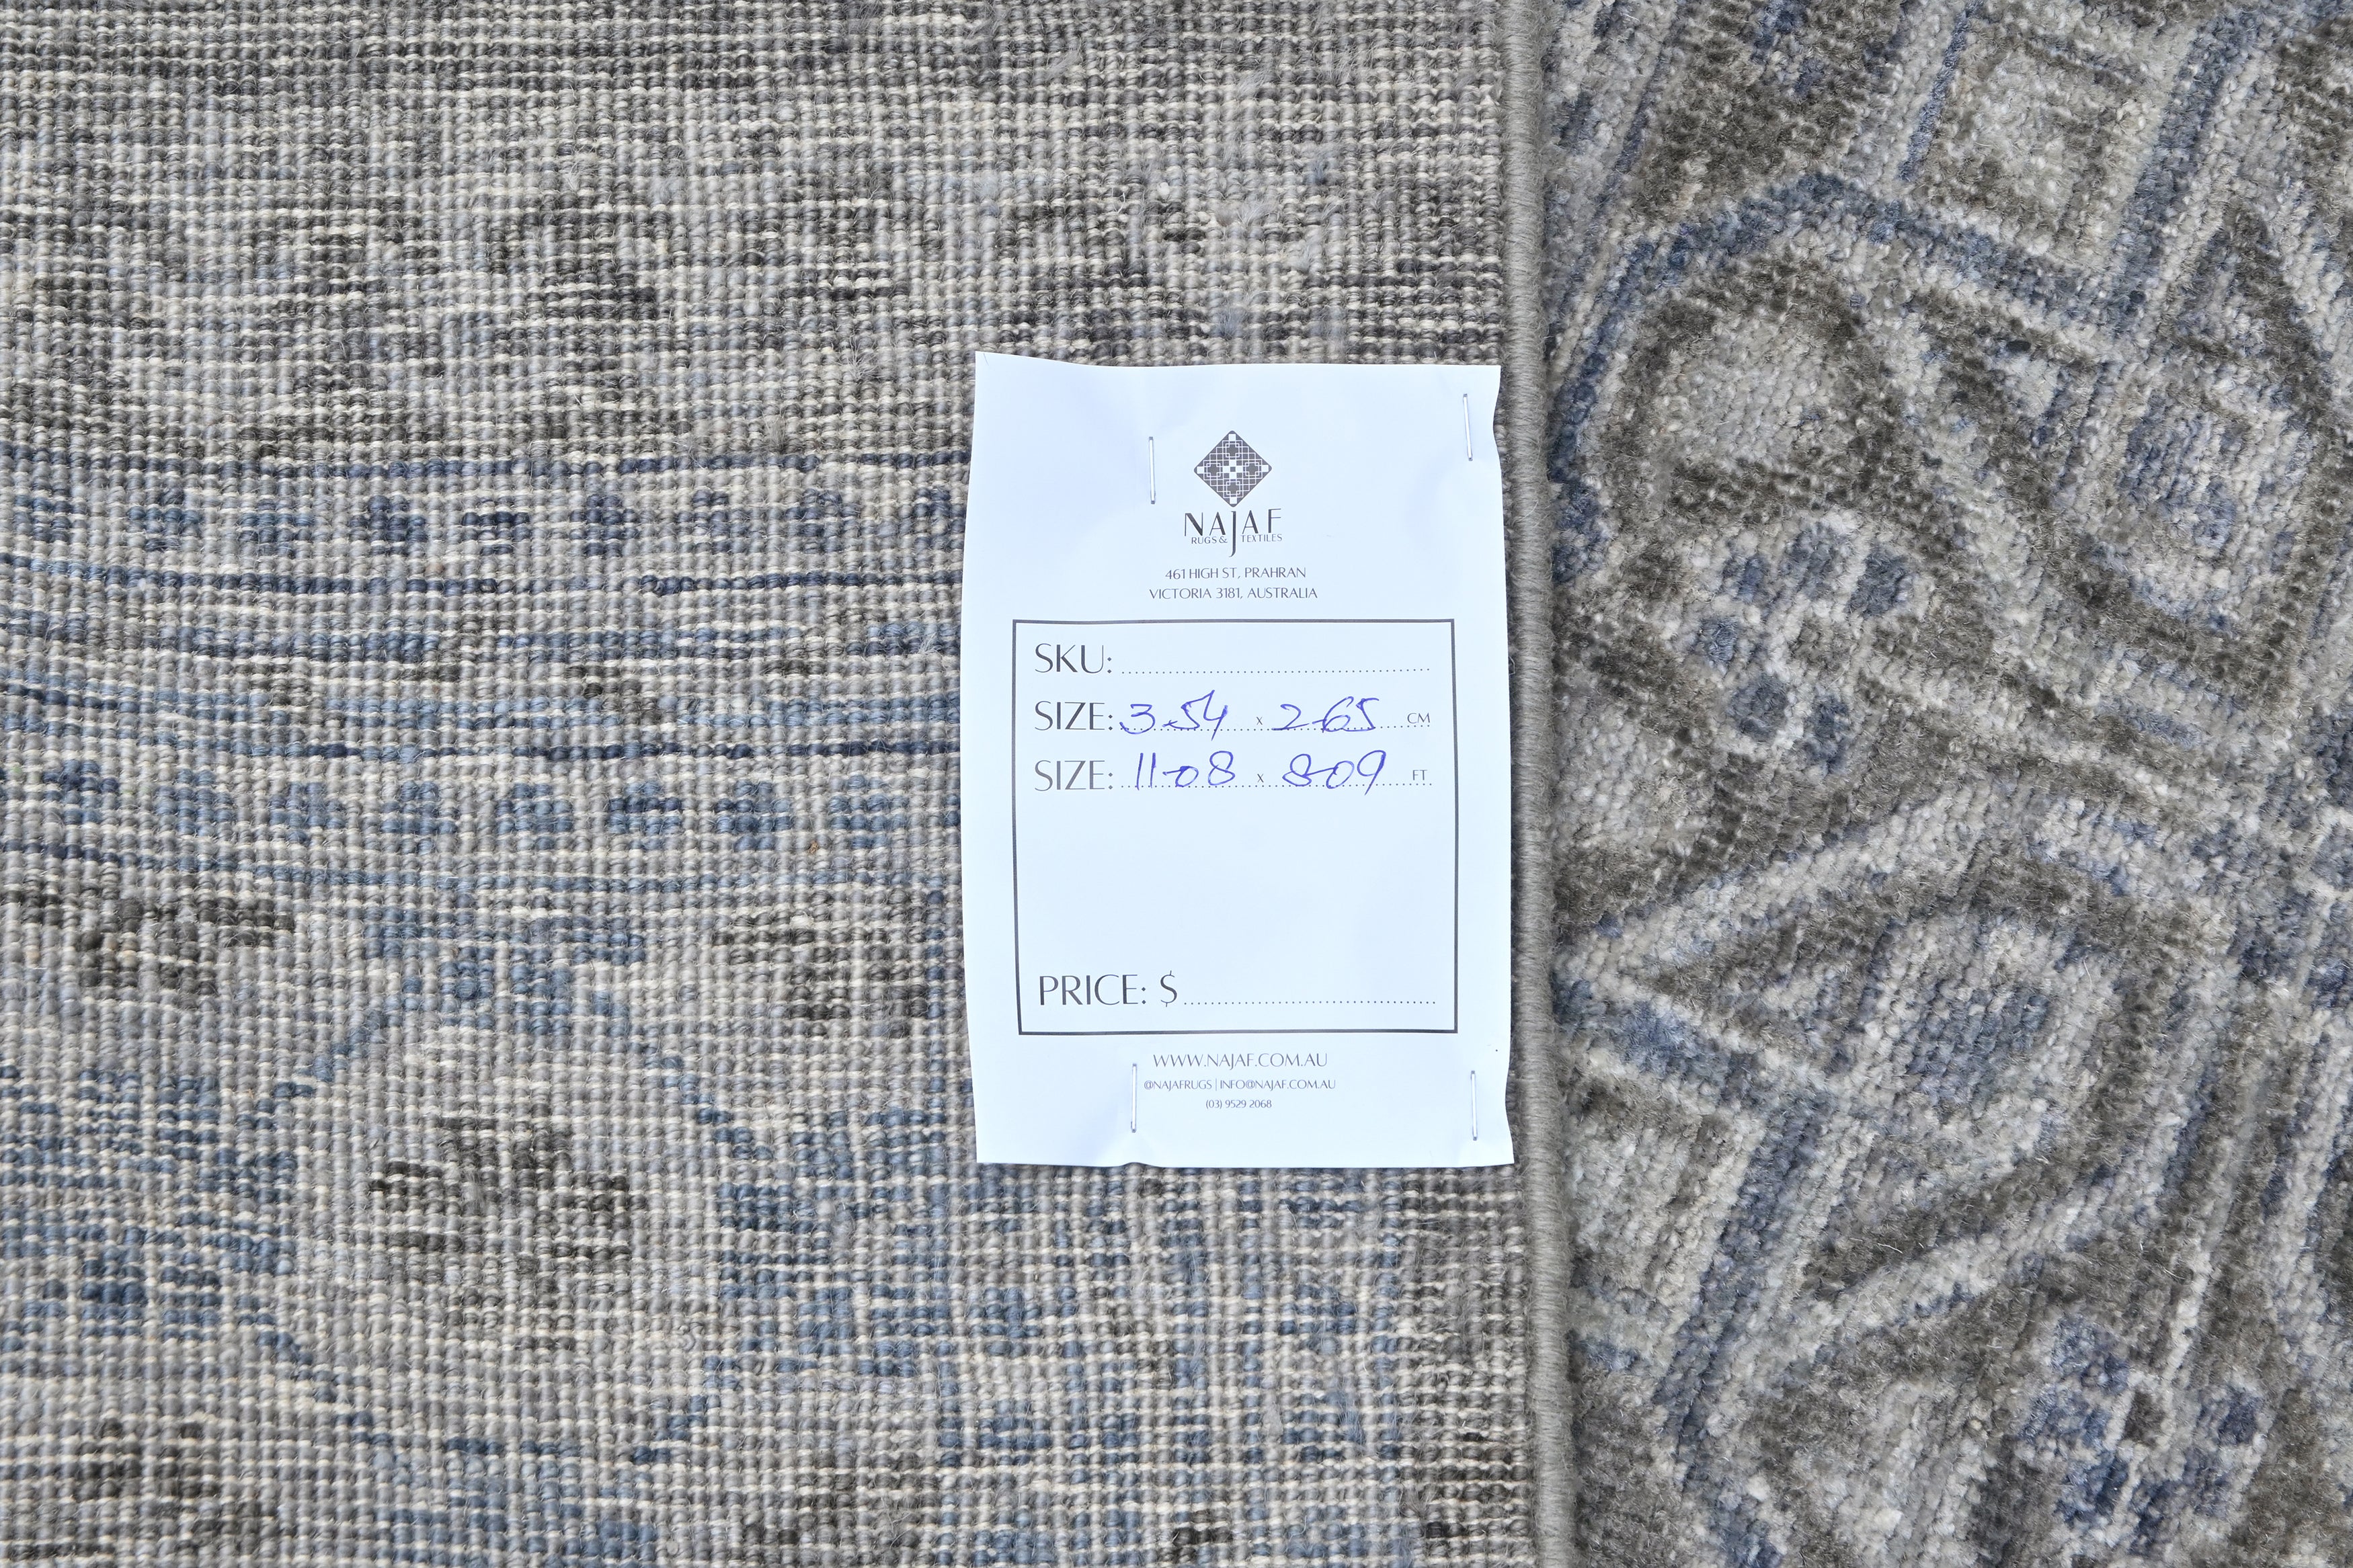 NAJAF
RUGS & TEXTILES
461 HIGH ST, PRAHRAN
VICTORIA 3181, AUSTRALIA
SKU:
SIZE: 3.54 x 2-65 CM
SIZE: 11-08 x 8-09 FT
PRICE: $
WWW.NAJAF.COM.AU
@NAJAFRUGS | INFO@NAJAF.COM.AU
(03) 9529 2068